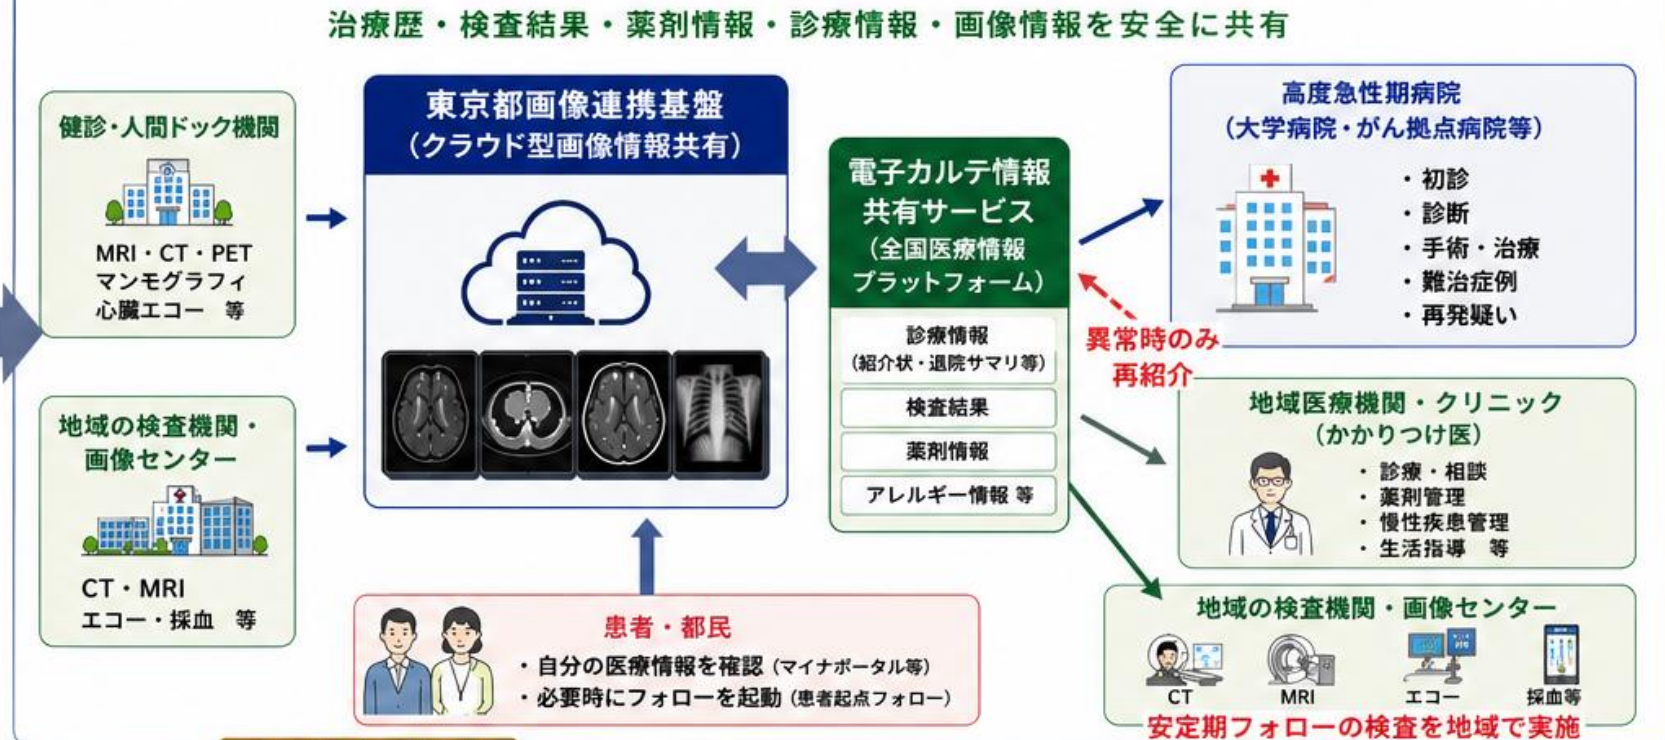 治療歴・検査結果・薬剤情報・診療情報・画像情報を安全に共有
健診・人間ドック機関
MRI・CT・PET
マンモグラフィ
心臓エコー 等
地域の検査機関・
画像センター
CT・MRI
エコー・採血 等
東京都画像連携基盤
（クラウド型画像情報共有）
患者・都民
・自分の医療情報を確認（マイナポータル等）
・必要時にフォローを起動（患者起点フォロー）
電子カルテ情報
共有サービス
（全国医療情報
プラットフォーム）
診療情報
（紹介状・退院サマリ等）
検査結果
薬剤情報
アレルギー情報 等
異常時のみ
再紹介
高度急性期病院
（大学病院・がん拠点病院等）
・初診
・診断
・手術・治療
・難治症例
・再発疑い
地域医療機関・クリニック
（かかりつけ医）
・診療・相談
・薬剤管理
・慢性疾患管理
・生活指導 等
地域の検査機関・画像センター
CT
MRI
エコー
採血等
安定期フォローの検査を地域で実施